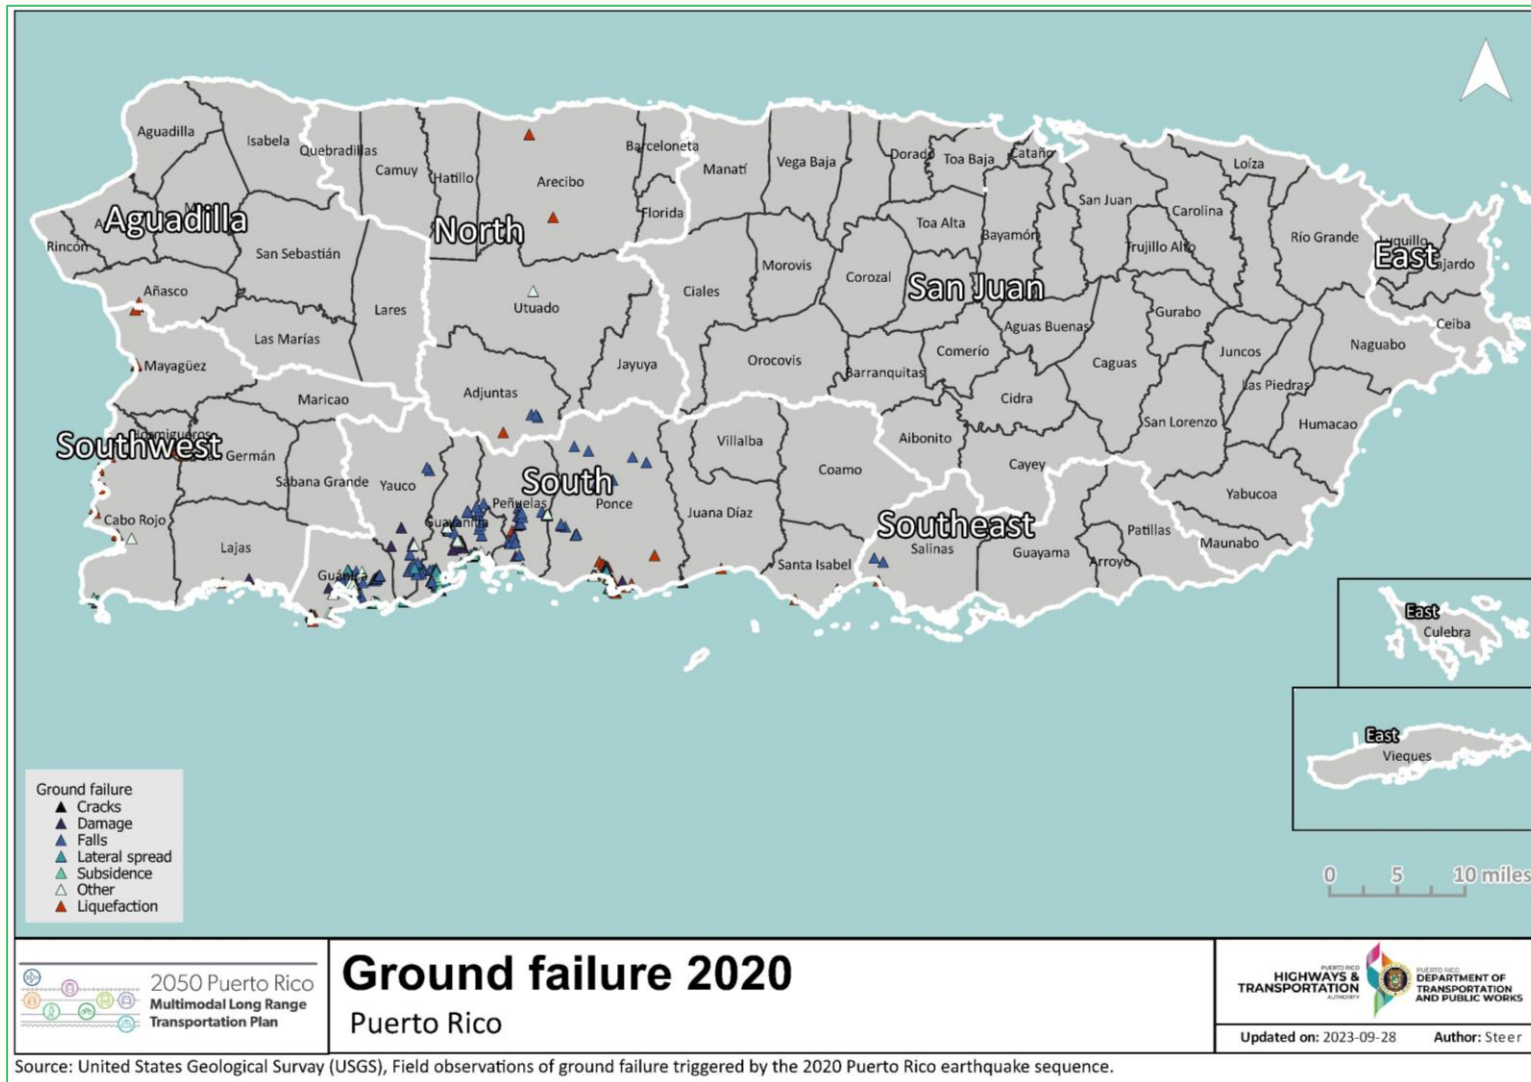 Aguadilla
Isabela
Quebradillas
Camuy
Hatillo
Arecibo
Barceloneta
Florida
Manatí
Vega Baja
Dorado
Toa Baja
Cataño
Loíza
San Juan
Carolina
Toa Alta
Bayamón
Trujillo Alto
Río Grande
Aguadilla
North
East
Rincón
San Sebastián
Morovis
Corozal
San Juan
Añasco
Lares
Utuado
Ciales
Aguas Buenas
Gurabo
Ceiba
Las Marías
Mayagüez
Jayuya
Orocovis
Barranquitas
Comerío
Caguas
Juncos
Naguabo
Maricao
Adjuntas
Cidra
Las Piedras
San Lorenzo
Humacao
Southwest
San Germán
Villalba
Aibonito
Sabana Grande
Yauco
South
Coamo
Cayey
Peñuelas
Ponce
Juana Díaz
Yabucoa
Cabo Rojo
Guayanilla
Southeast
Lajas
Salinas
Guayama
Patillas
Maunabo
Guánica
Santa Isabel
Arroyo
East
Culebra
East
Vieques
Ground failure
Cracks
Damage
Falls
Lateral spread
Subsidence
Other
Liquefaction
0 5 10 miles
2050 Puerto Rico
Multimodal Long Range
Transportation Plan
Ground failure 2020
Puerto Rico
PUERTO RICO
HIGHWAYS &
TRANSPORTATION
AUTHORITY
PUERTO RICO
DEPARTMENT OF
TRANSPORTATION
AND PUBLIC WORKS
Updated on: 2023-09-28 Author: Steer
Source: United States Geological Survay (USGS), Field observations of ground failure triggered by the 2020 Puerto Rico earthquake sequence.